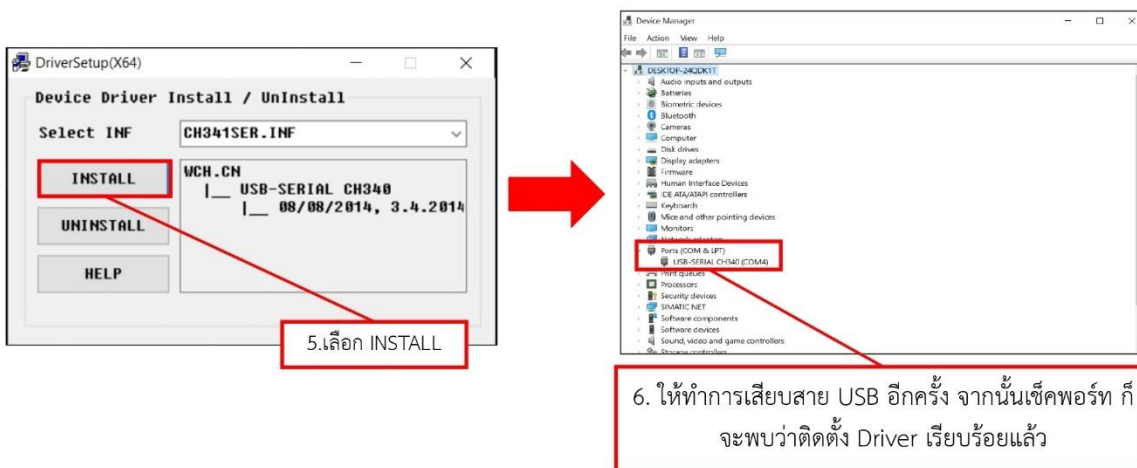 DriverSetup(X64)
Device Driver Install / UnInstall
Select INF
CH341SER.INF
INSTALL
UNINSTALL
HELP
WCH.CN
|__ USB-SERIAL CH340
|__ 08/08/2014, 3.4.2014
5.เลือก INSTALL
Device Manager
File Action View Help
DESKTOP-24QDK1T
Audio inputs and outputs
Batteries
Biometric devices
Bluetooth
Cameras
Computer
Disk drives
Display adapters
Firmware
Human Interface Devices
IDE ATA/ATAPI controllers
Keyboards
Mice and other pointing devices
Monitors
Network adapters
Ports (COM & LPT)
USB-SERIAL CH340 (COM4)
Print queues
Processors
Security devices
SIMATIC NET
Software components
Software devices
Sound, video and game controllers
Storage controllers
6. ให้ทำการเสียบสาย USB อีกครั้ง จากนั้นเช็คพอร์ท ก็
จะพบว่าติดตั้ง Driver เรียบร้อยแล้ว